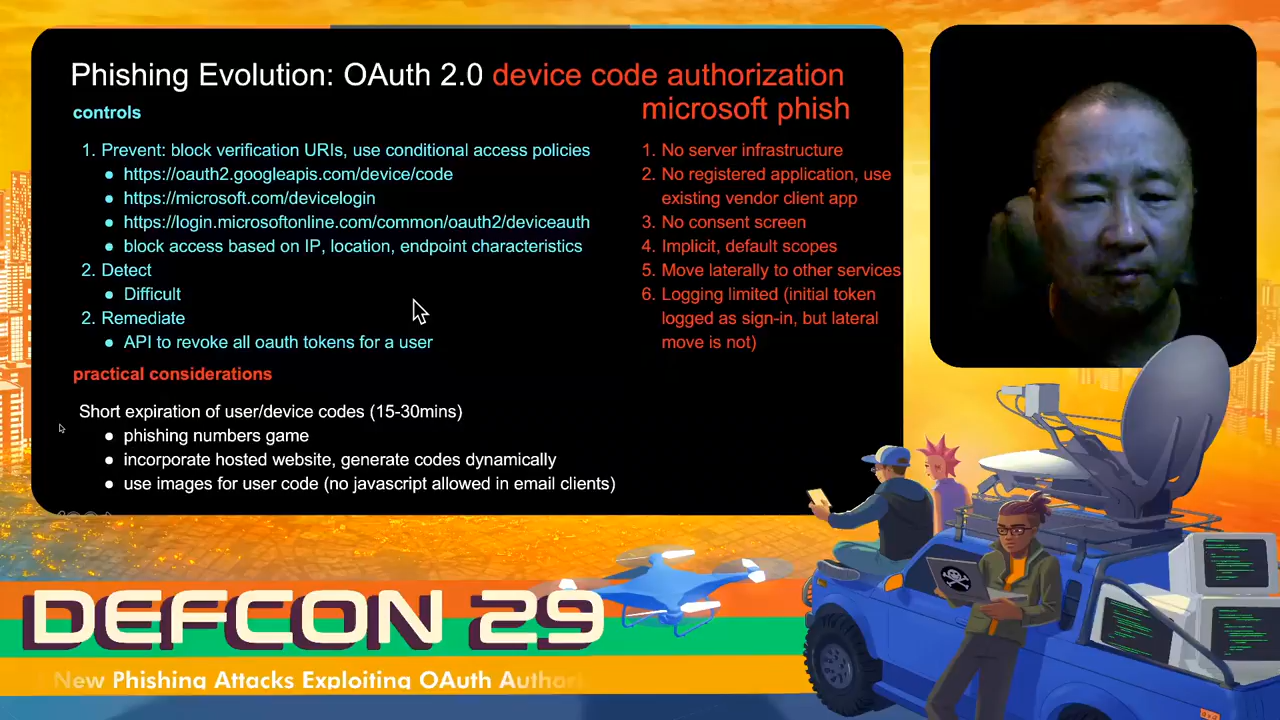 Phishing Evolution: OAuth 2.0 device code authorization
microsoft phish
controls
1. Prevent: block verification URIs, use conditional access policies
● https://oauth2.googleapis.com/device/code
● https://microsoft.com/devicelogin
● https://login.microsoftonline.com/common/oauth2/deviceauth
● block access based on IP, location, endpoint characteristics
2. Detect
● Difficult
2. Remediate
● API to revoke all oauth tokens for a user
practical considerations
Short expiration of user/device codes (15-30mins)
● phishing numbers game
● incorporate hosted website, generate codes dynamically
● use images for user code (no javascript allowed in email clients)
1. No server infrastructure
2. No registered application, use
existing vendor client app
3. No consent screen
4. Implicit, default scopes
5. Move laterally to other services
6. Logging limited (initial token
logged as sign-in, but lateral
move is not)
DEFCON 29
New Phishing Attacks Exploiting OAuth Author